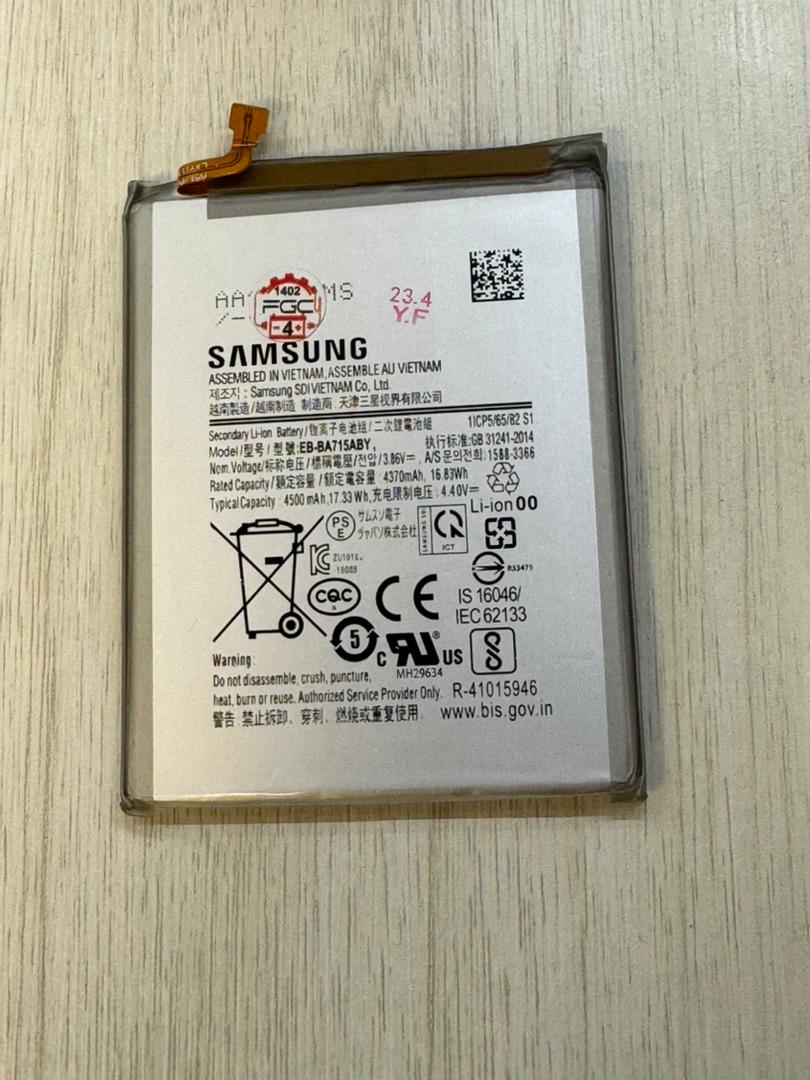 AA MS
1402
FGC
4
23.4
Y.F
SAMSUNG
ASSEMBLED IN VIETNAM, ASSEMBLE AU VIETNAM
제조자 : Samsung SDI VIETNAM Co., Ltd.
越南製造/越南制造 制造商: 天津三星视界有限公司
Secondary Li-Ion Battery/锂离子电池组/二次鋰電池組 1ICP5/65/82 S1
Model/型号/型號:EB-BA715ABY, 执行标准:GB 31241-2014
Nom.Voltage/标称电压/標稱電壓/전압/3.86V⎓, A/S문의전화: 1588-3366
Rated Capacity/额定容量/額定電容量: 4370mAh, 16.83Wh
Typical Capacity: 4500 mAh, 17.33 Wh, 充电限制电压: 4.40V⎓
Li-ion 00
PS
E
サムスン電子
ジャパン株式会社
SAMSUNG SDI
ICT
19086
R33475
CQC
CE
IS 16046/
IEC 62133
5
c RU ® US
MH29634
Warning:
Do not disassemble, crush, puncture,
heat, burn or reuse. Authorized Service Provider Only.
R-41015946
警告: 禁止拆卸、穿刺、燃烧或重复使用.
www.bis.gov.in